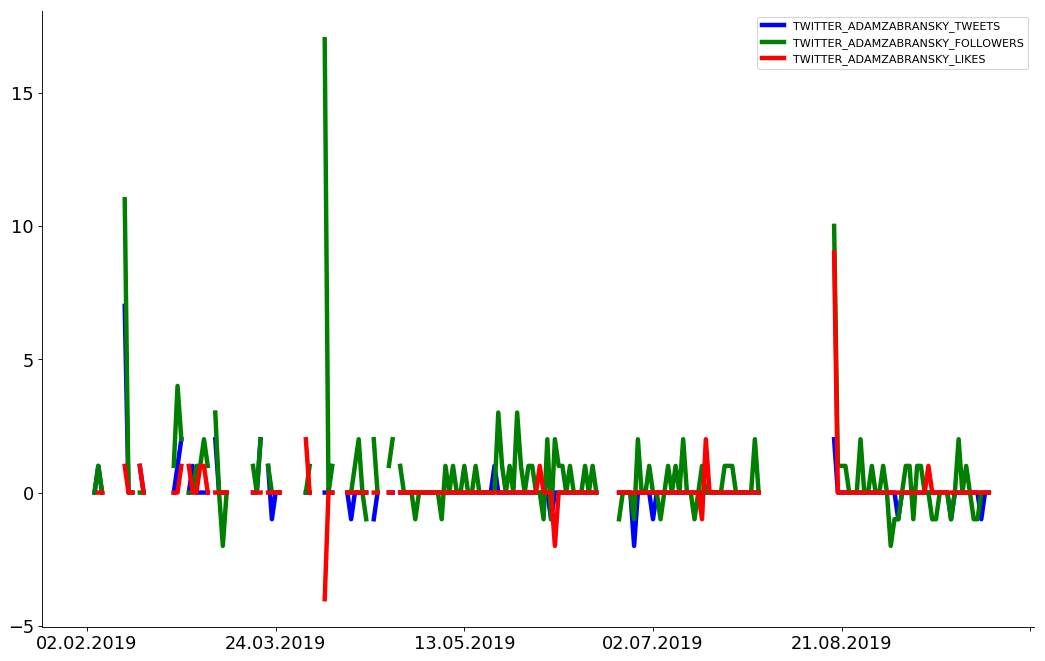 TWITTER_ADAMZABRANSKY_TWEETS
TWITTER_ADAMZABRANSKY_FOLLOWERS
TWITTER_ADAMZABRANSKY_LIKES
15
10
5
0
−5
02.02.2019 24.03.2019 13.05.2019 02.07.2019 21.08.2019